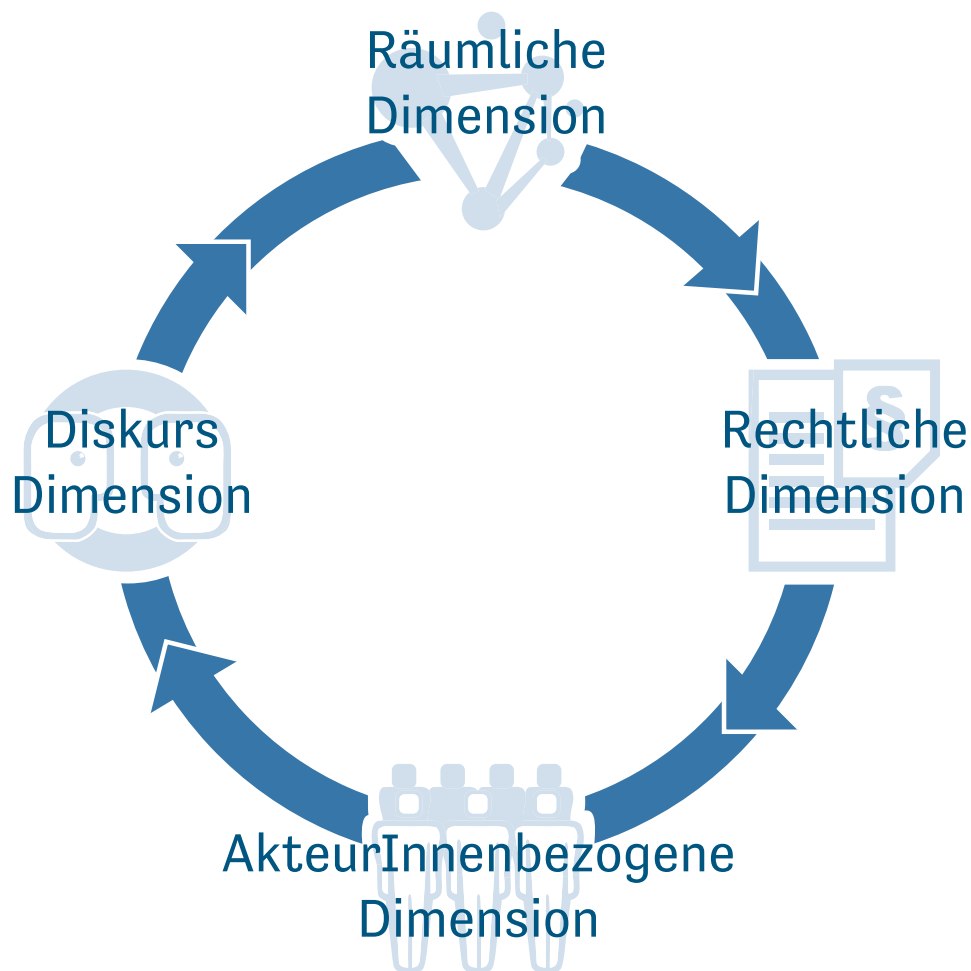 Räumliche
Dimension
Diskurs
Dimension
Rechtliche
Dimension
§
AkteurInnenbezogene
Dimension